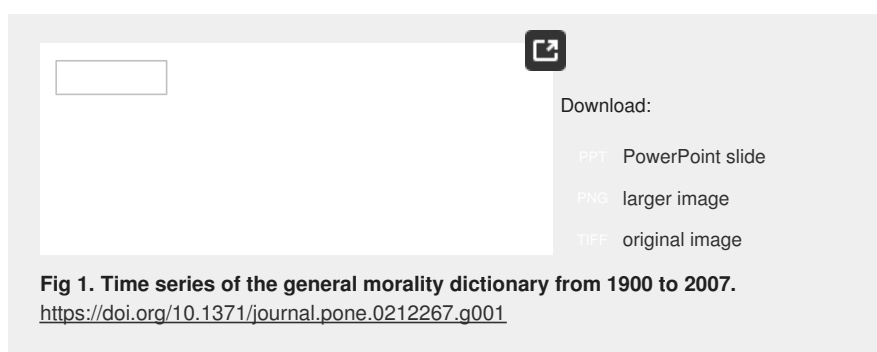 Download:
PPT PowerPoint slide
PNG larger image
TIFF original image
Fig 1. Time series of the general morality dictionary from 1900 to 2007.
https://doi.org/10.1371/journal.pone.0212267.g001